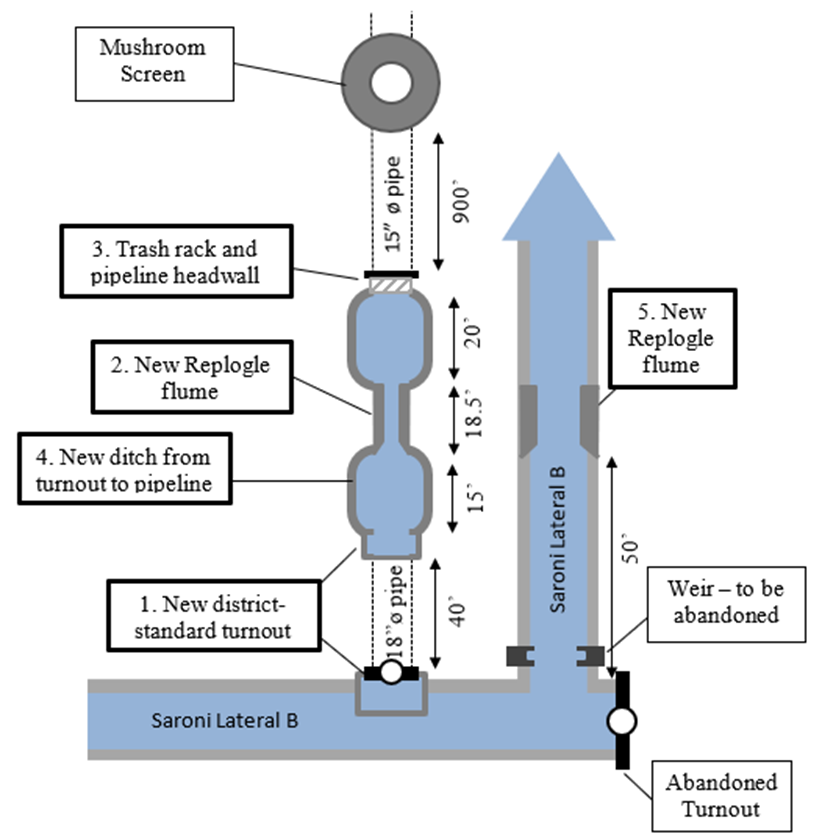 Mushroom
Screen
15” ø pipe
900’
3. Trash rack and
pipeline headwall
20’
5. New
Replogle
flume
2. New Replogle
flume
18.5’
4. New ditch from
turnout to pipeline
15’
Saroni Lateral B
50’
1. New district-
standard turnout
18” ø pipe
40’
Weir – to be
abandoned
Saroni Lateral B
Abandoned
Turnout